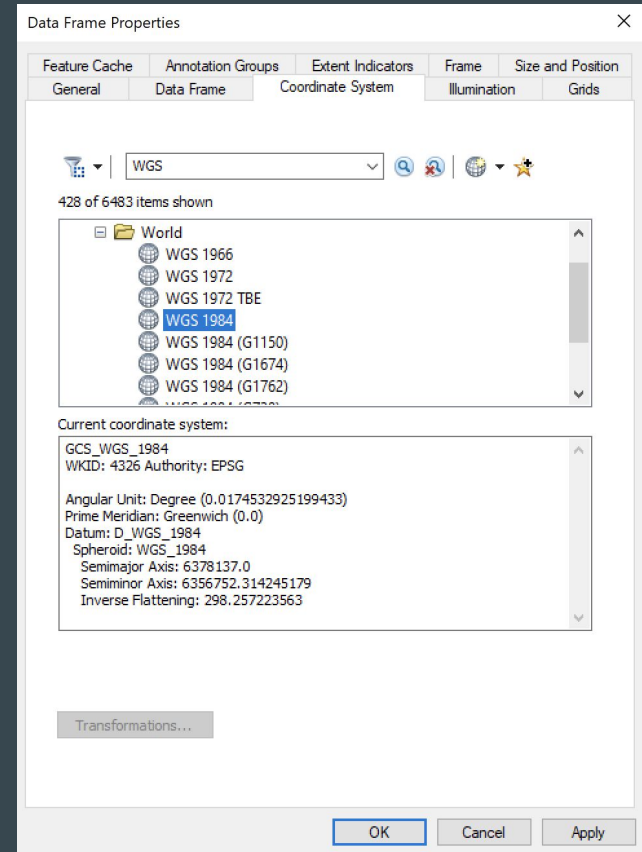 Data Frame Properties
Feature Cache Annotation Groups Extent Indicators Frame Size and Position
General Data Frame Coordinate System Illumination Grids
WGS
428 of 6483 items shown
World
WGS 1966
WGS 1972
WGS 1972 TBE
WGS 1984
WGS 1984 (G1150)
WGS 1984 (G1674)
WGS 1984 (G1762)
Current coordinate system:
GCS_WGS_1984
WKID: 4326 Authority: EPSG
Angular Unit: Degree (0.0174532925199433)
Prime Meridian: Greenwich (0.0)
Datum: D_WGS_1984
Spheroid: WGS_1984
Semimajor Axis: 6378137.0
Semiminor Axis: 6356752.314245179
Inverse Flattening: 298.257223563
Transformations...
OK Cancel Apply